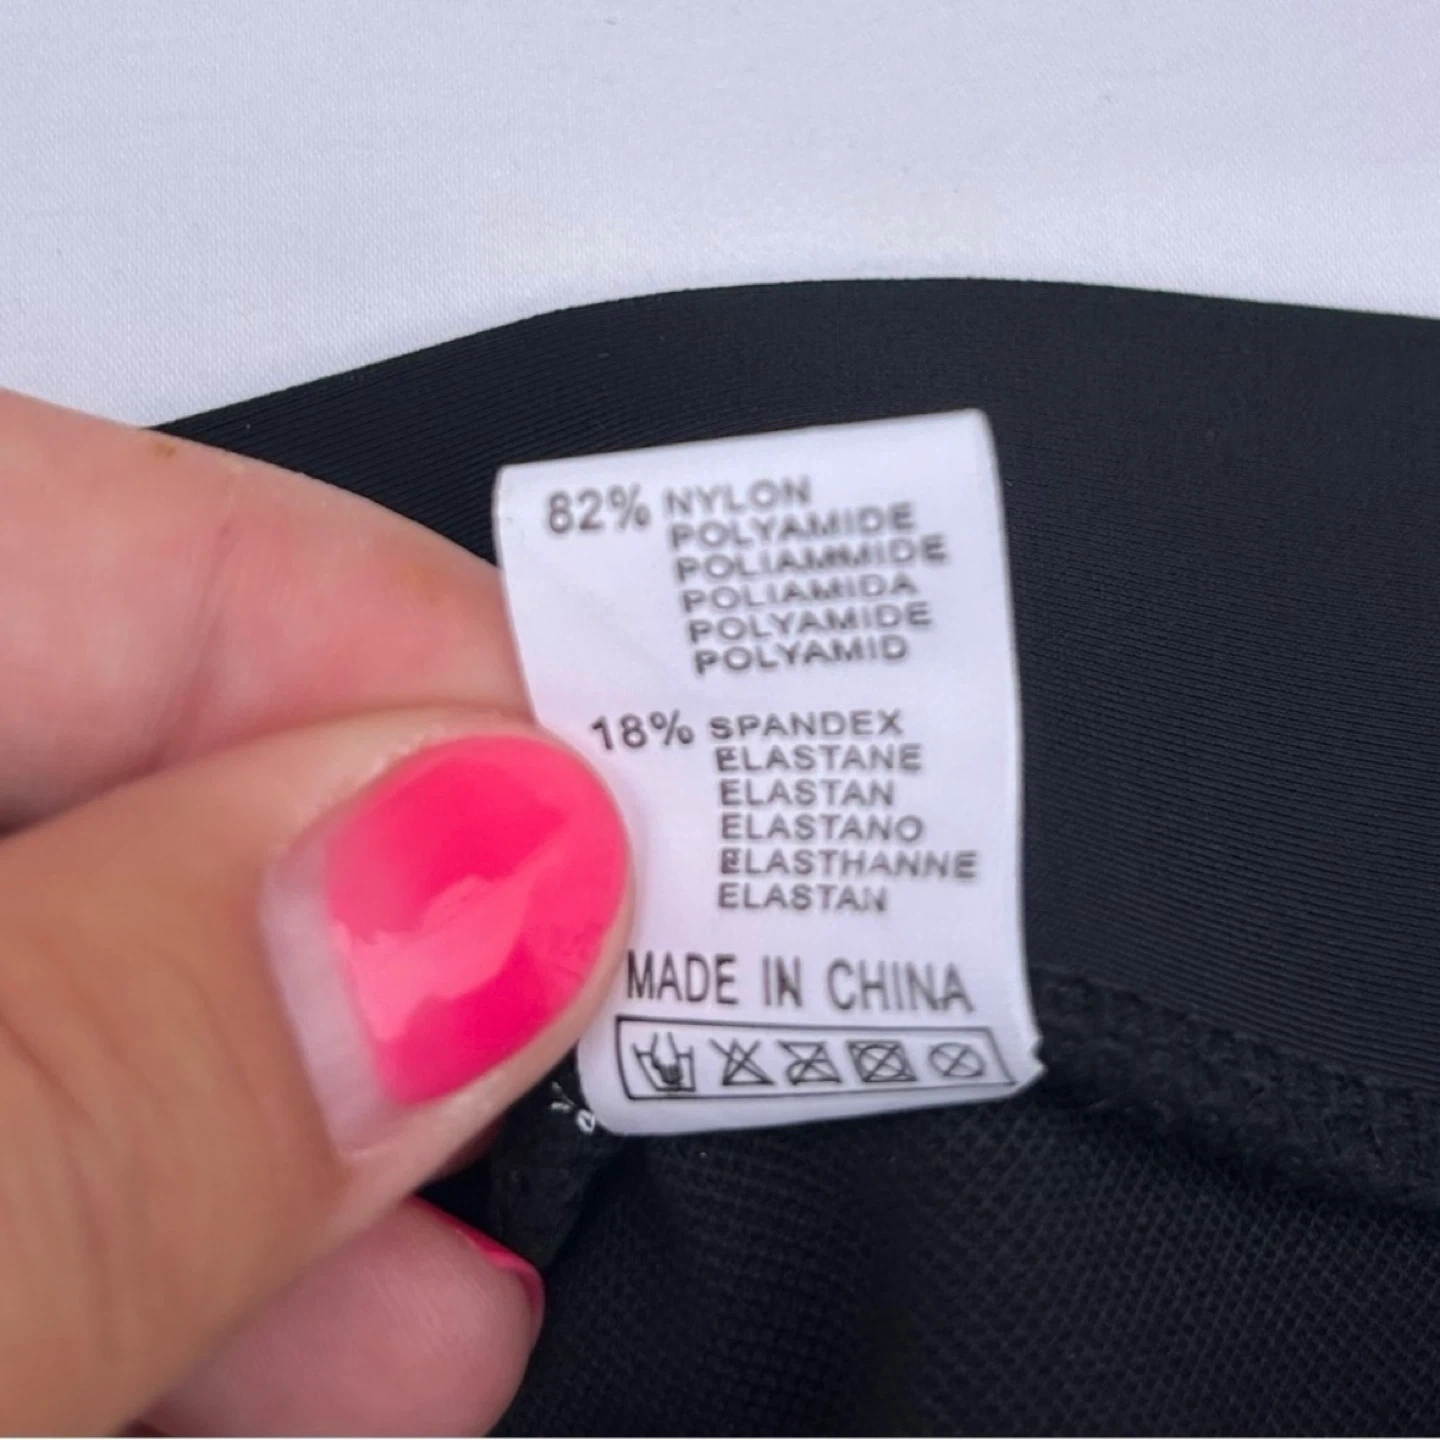 82% NYLON
POLYAMIDE
POLIAMMIDE
POLIAMIDA
POLYAMIDE
POLYAMID
18% SPANDEX
ELASTANE
ELASTAN
ELASTANO
ELASTHANNE
ELASTAN
MADE IN CHINA